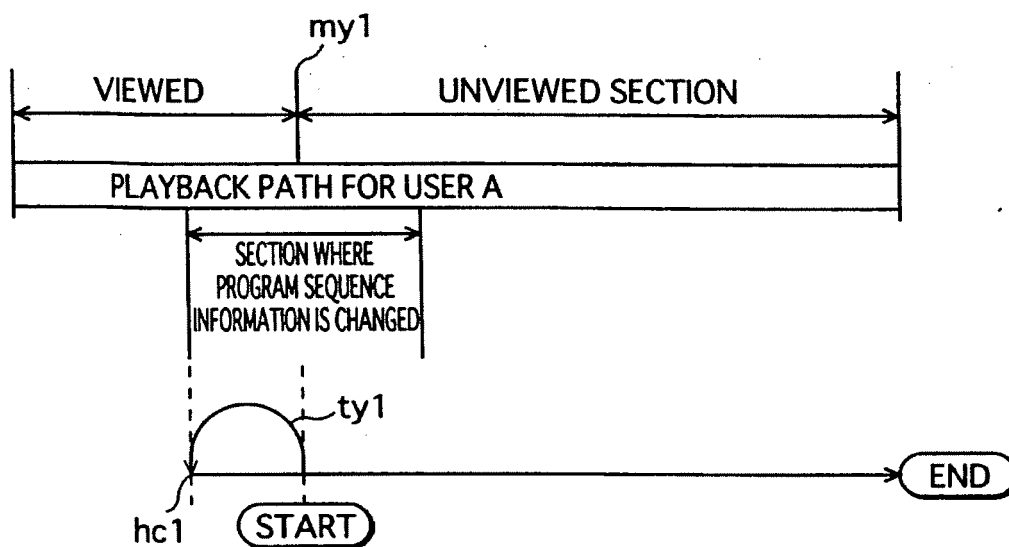 my1
VIEWED
UNVIEWED SECTION
PLAYBACK PATH FOR USER A
SECTION WHERE
PROGRAM SEQUENCE
INFORMATION IS CHANGED
ty1
END
hc1
START